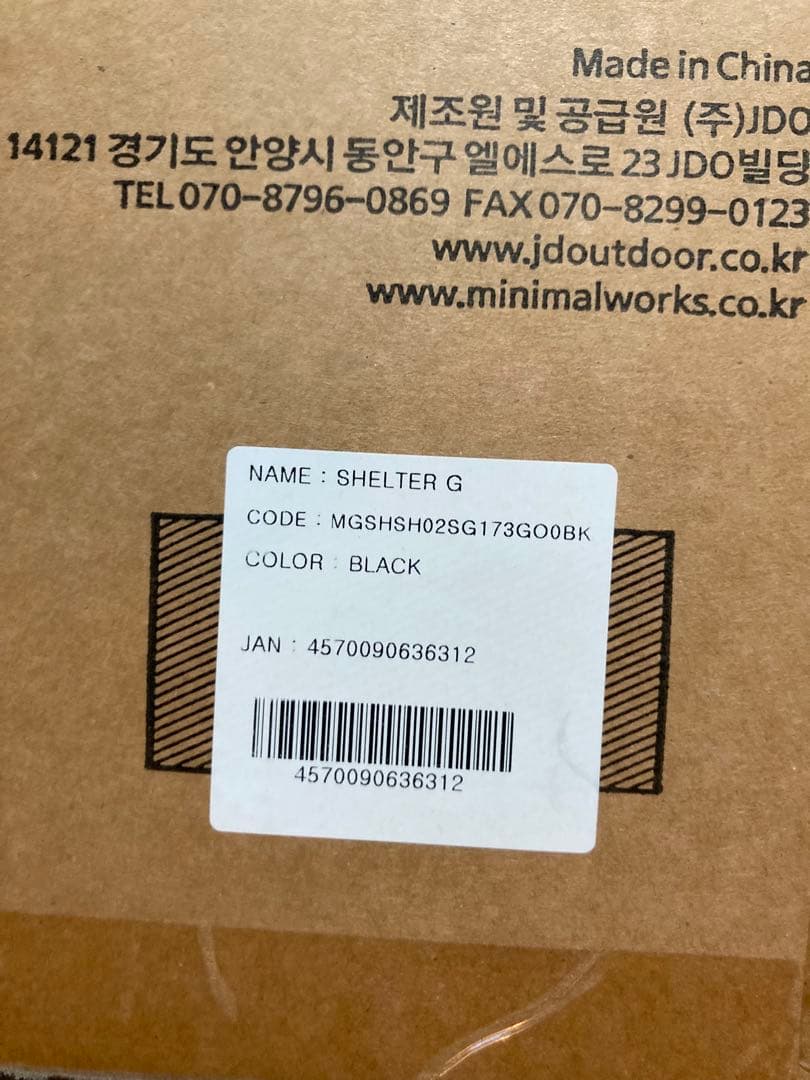 Made in China
제조원 및 공급원 (주)JDO
14121 경기도 안양시 동안구 엘에스로 23 JDO빌딩
TEL 070-8796-0869 FAX 070-8299-0123
www.jdoutdoor.co.kr
www.minimalworks.co.kr
NAME : SHELTER G
CODE : MGSHSH02SG173GO0BK
COLOR : BLACK
JAN : 4570090636312
4570090636312